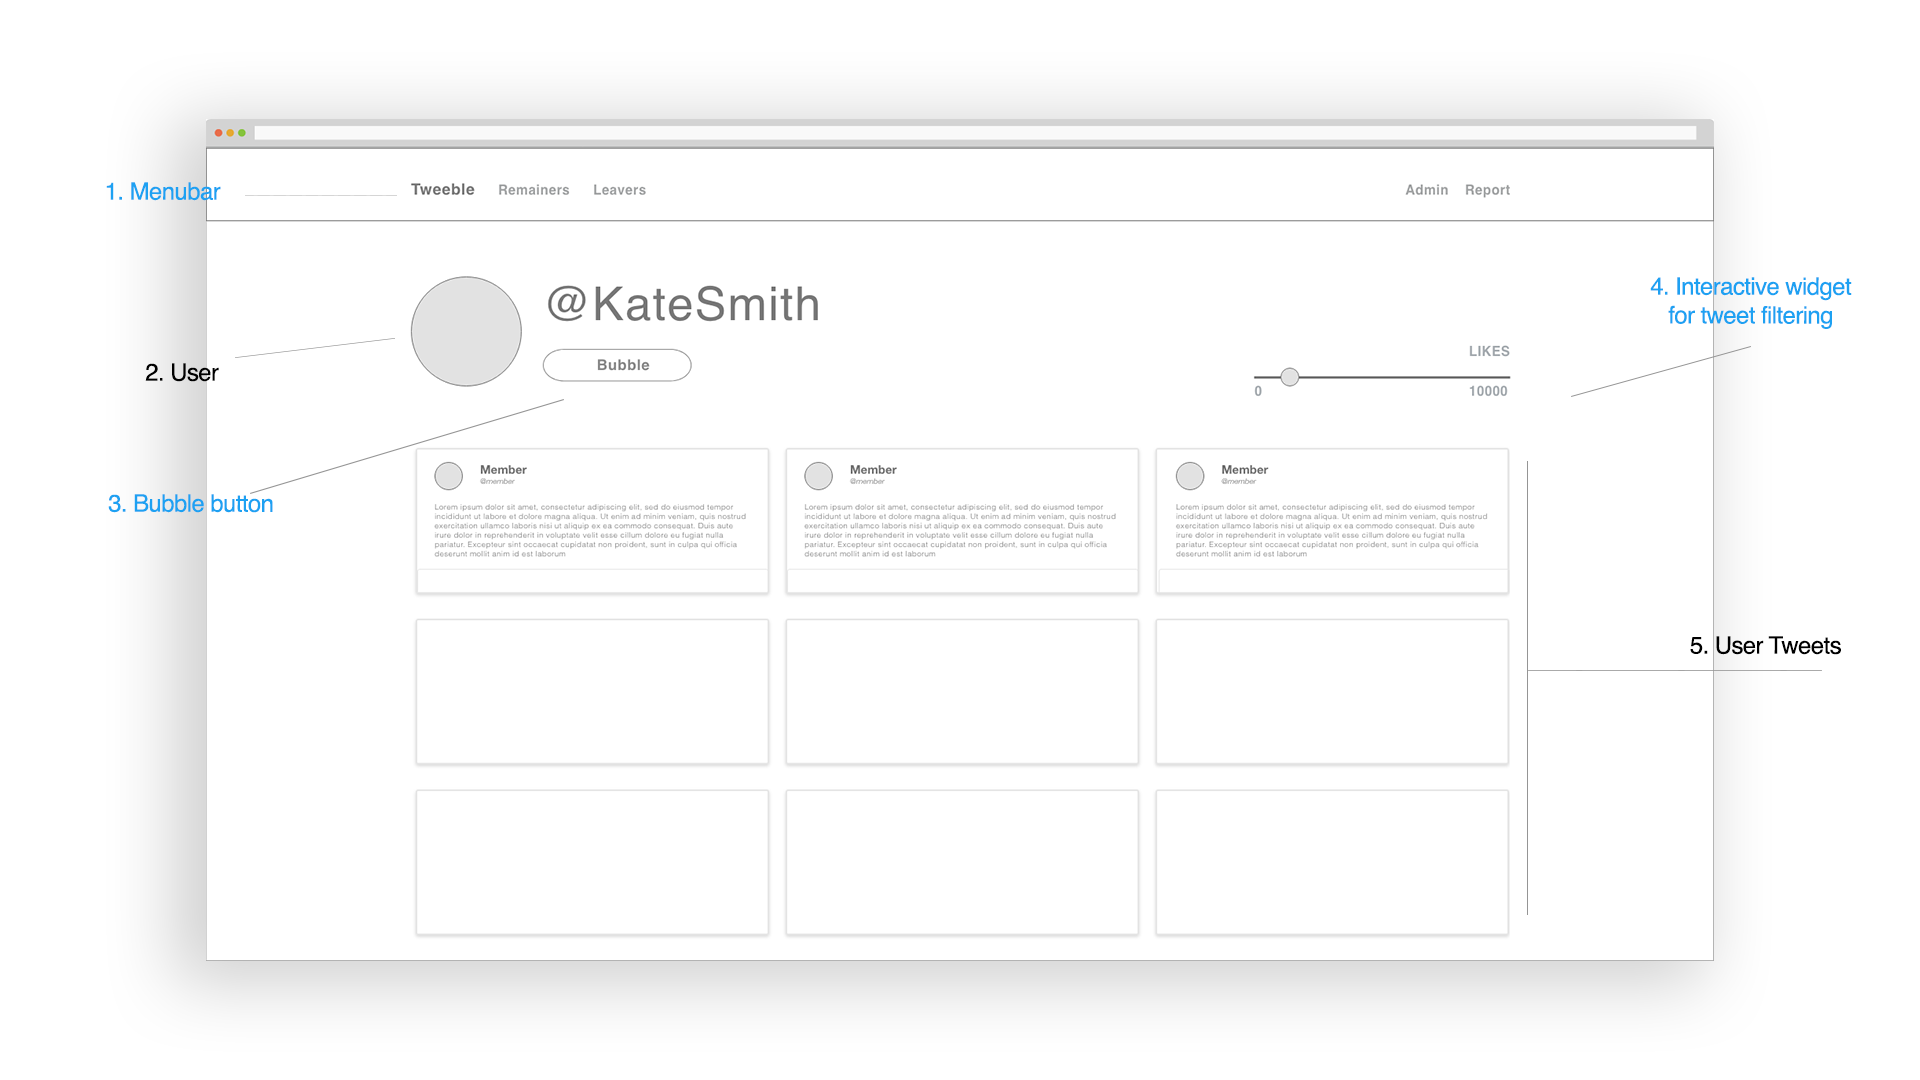 1. Menubar
Tweeble Remainers Leavers Admin Report
@KateSmith
4. Interactive widget
for tweet filtering
LIKES
Bubble
2. User
0 10000
Member Member Member
@member @member @member
3. Bubble button
Lorem ipsum dolor sit amet, consectetur adipiscing elit, sed do eiusmod tempor
incididunt ut labore et dolore magna aliqua. Ut enim ad minim veniam, quis nostrud
exercitation ullamco laboris nisi ut aliquip ex ea commodo consequat. Duis aute
irure dolor in reprehenderit in voluptate velit esse cillum dolore eu fugiat nulla
pariatur. Excepteur sint occaecat cupidatat non proident, sunt in culpa qui officia
deserunt mollit anim id est laborum
Lorem ipsum dolor sit amet, consectetur adipiscing elit, sed do eiusmod tempor
incididunt ut labore et dolore magna aliqua. Ut enim ad minim veniam, quis nostrud
exercitation ullamco laboris nisi ut aliquip ex ea commodo consequat. Duis aute
irure dolor in reprehenderit in voluptate velit esse cillum dolore eu fugiat nulla
pariatur. Excepteur sint occaecat cupidatat non proident, sunt in culpa qui officia
deserunt mollit anim id est laborum
Lorem ipsum dolor sit amet, consectetur adipiscing elit, sed do eiusmod tempor
incididunt ut labore et dolore magna aliqua. Ut enim ad minim veniam, quis nostrud
exercitation ullamco laboris nisi ut aliquip ex ea commodo consequat. Duis aute
irure dolor in reprehenderit in voluptate velit esse cillum dolore eu fugiat nulla
pariatur. Excepteur sint occaecat cupidatat non proident, sunt in culpa qui officia
deserunt mollit anim id est laborum
5. User Tweets